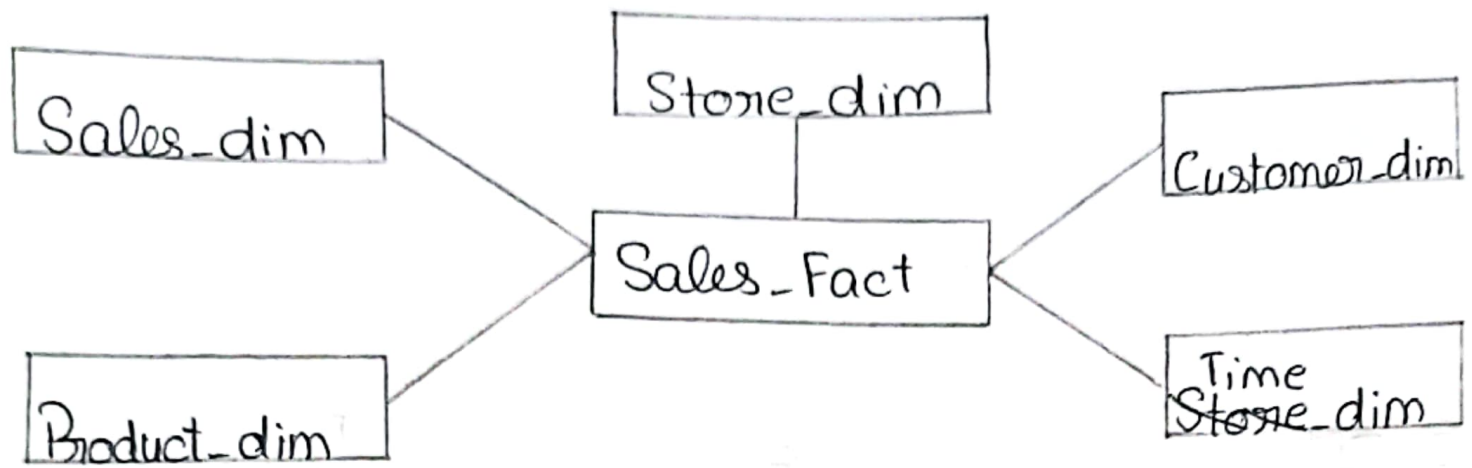 Sales_dim
Store_dim
Customer_dim
Sales_Fact
Product_dim
Time
Store_dim